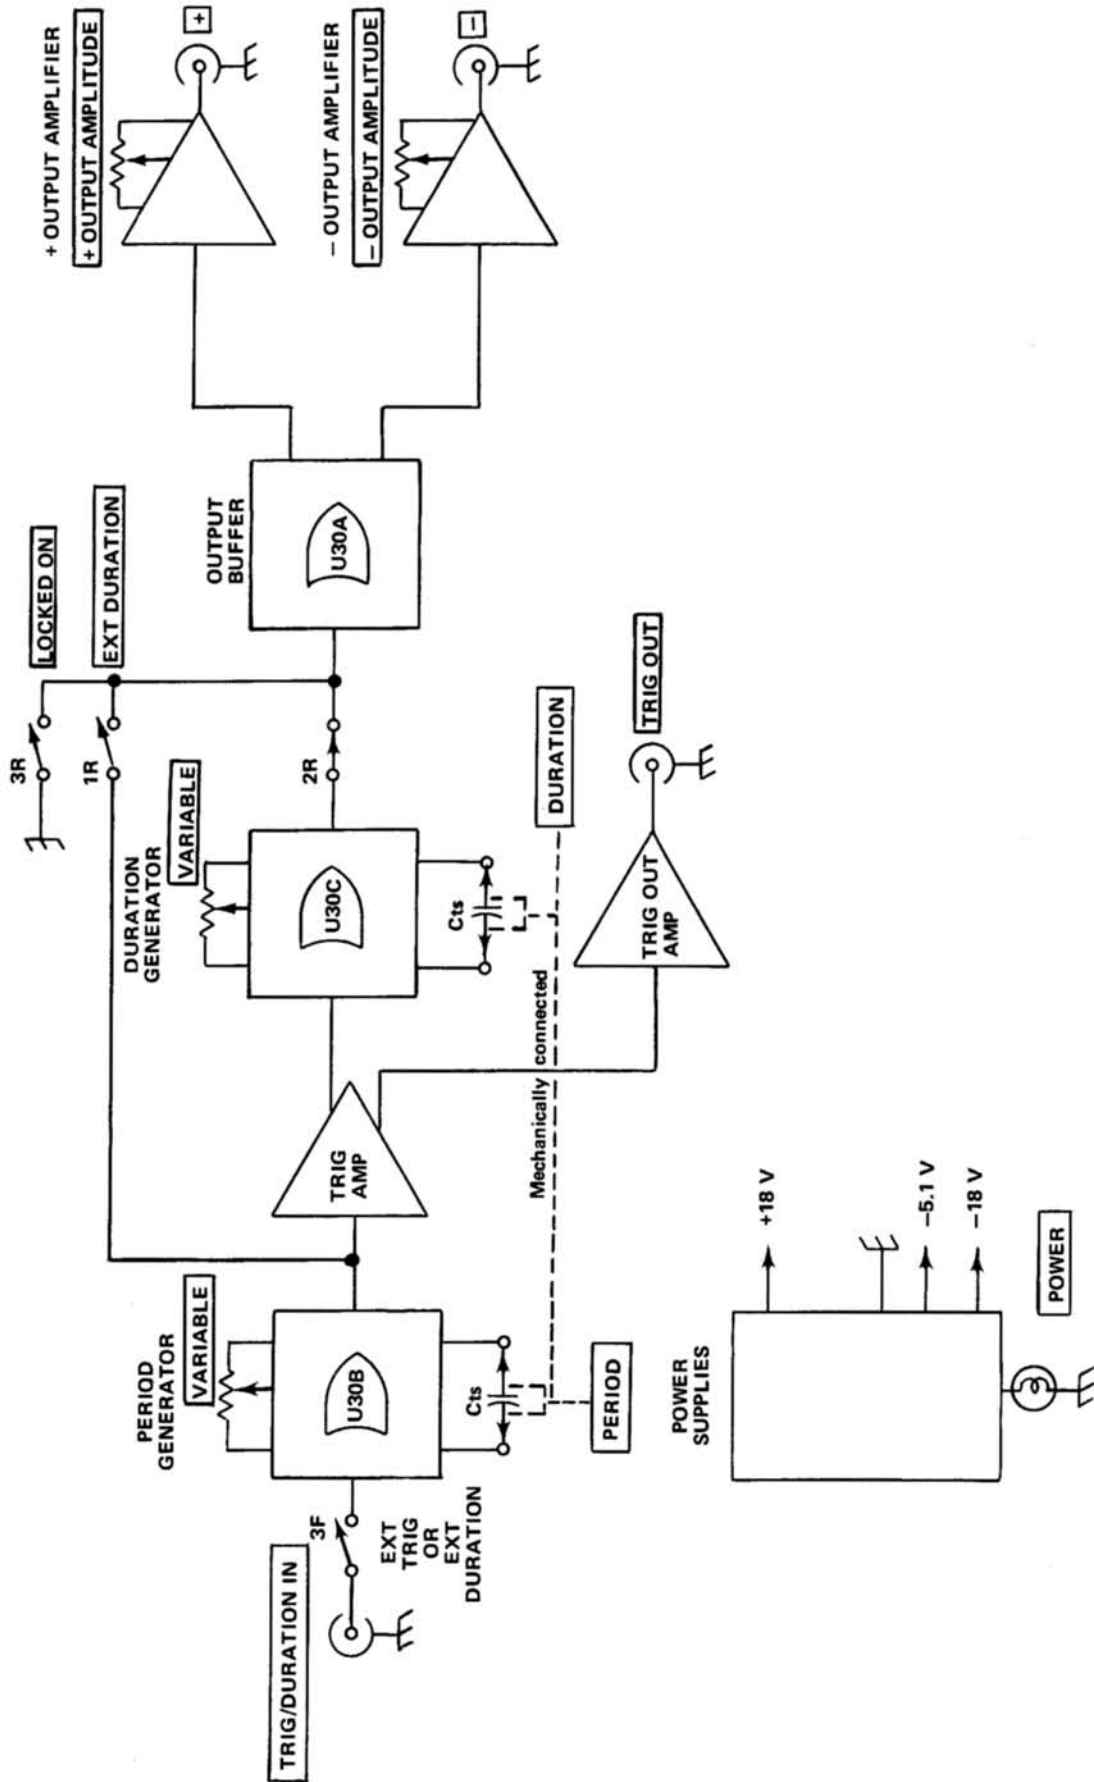 + OUTPUT AMPLIFIER
+ OUTPUT AMPLITUDE
+
− OUTPUT AMPLIFIER
− OUTPUT AMPLITUDE
−
OUTPUT
BUFFER
U30A
LOCKED ON
3R
EXT DURATION
1R
2R
DURATION
GENERATOR
VARIABLE
U30C
Cts
DURATION
TRIG OUT
TRIG OUT
AMP
Mechanically connected
TRIG
AMP
PERIOD
GENERATOR
VARIABLE
U30B
Cts
PERIOD
TRIG/DURATION IN
3F
EXT
TRIG
OR
EXT
DURATION
POWER
SUPPLIES
+18 V
−5.1 V
−18 V
POWER